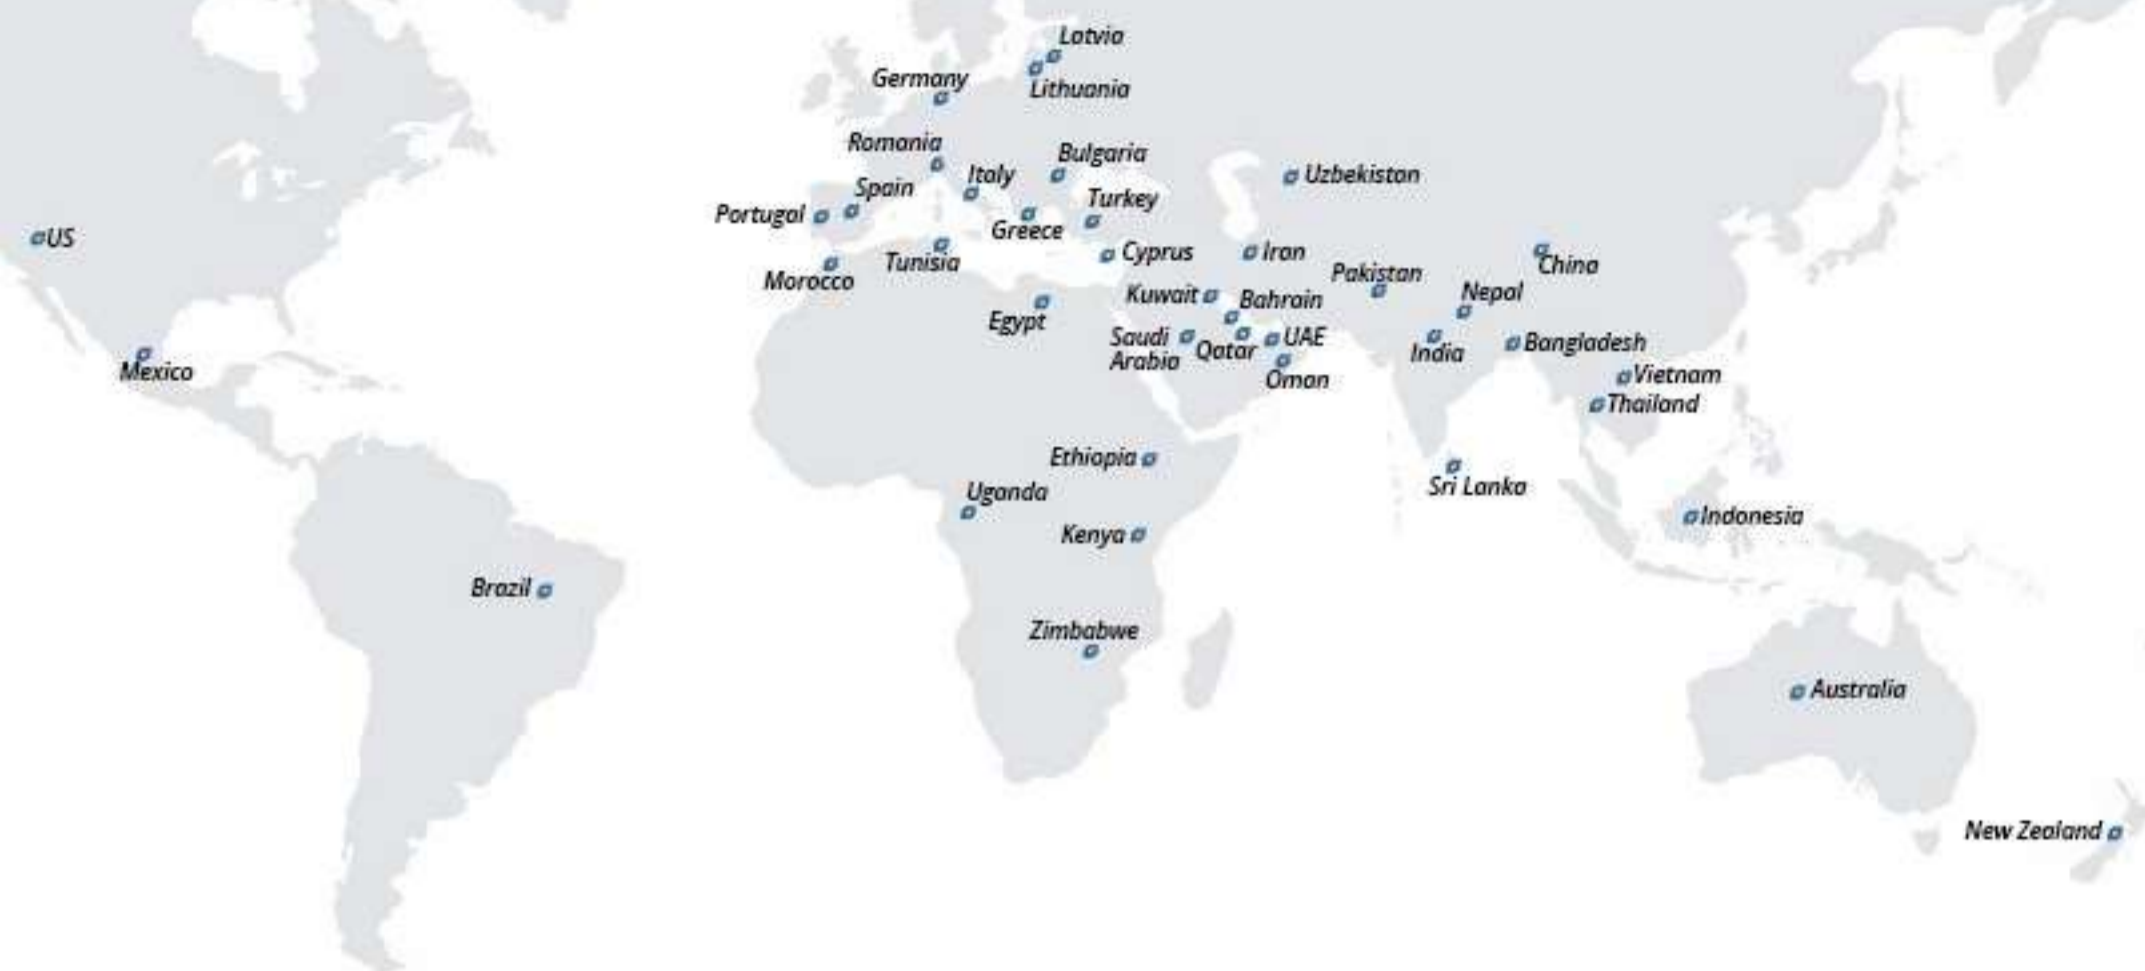 Latvia
Germany
Lithuania
Romania
Bulgaria
Italy
Uzbekistan
Spain
Turkey
Portugal
Greece
US
Cyprus
Iran
Tunisia
China
Morocco
Pakistan
Kuwait
Bahrain
Nepal
Egypt
Saudi
Arabia
Qatar
UAE
India
Bangladesh
Mexico
Oman
Vietnam
Thailand
Ethiopia
Sri Lanka
Uganda
Indonesia
Kenya
Brazil
Zimbabwe
Australia
New Zealand